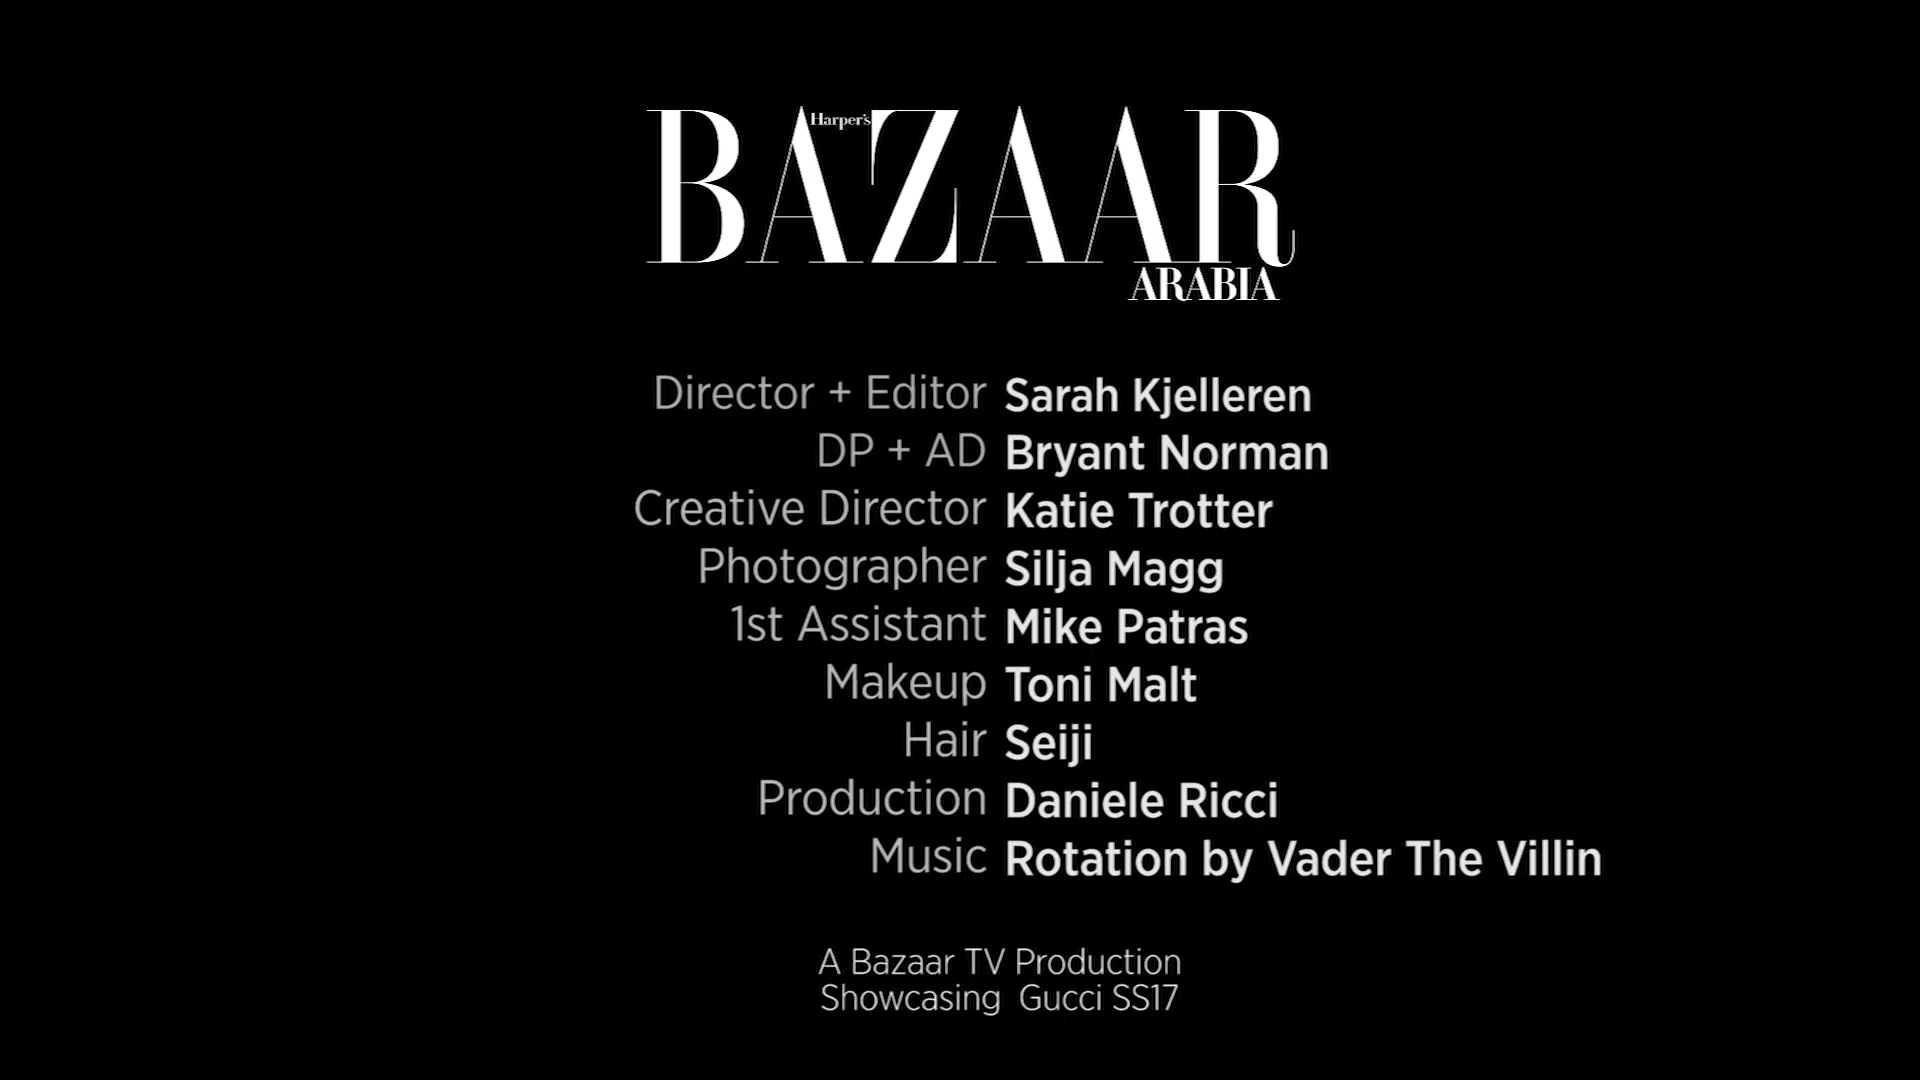 Harper's
BAZAAR
ARABIA
Director + Editor Sarah Kjelleren
DP + AD Bryant Norman
Creative Director Katie Trotter
Photographer Silja Magg
1st Assistant Mike Patras
Makeup Toni Malt
Hair Seiji
Production Daniele Ricci
Music Rotation by Vader The Villin
A Bazaar TV Production
Showcasing Gucci SS17